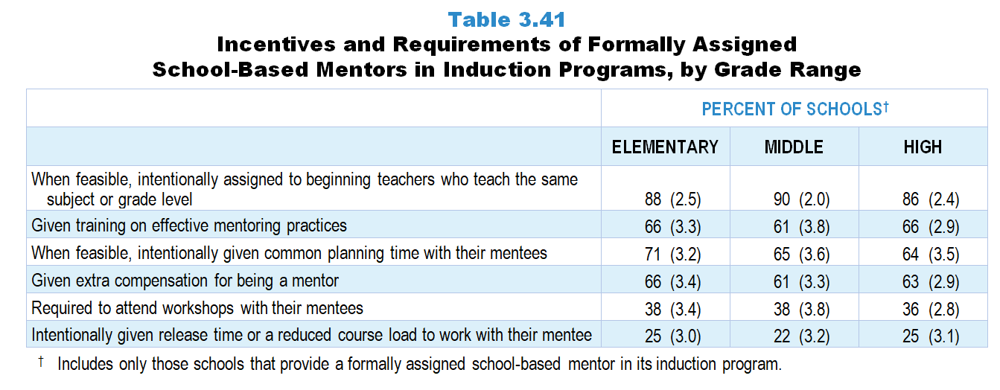 Table 3.41
Incentives and Requirements of Formally Assigned
School-Based Mentors in Induction Programs, by Grade Range
PERCENT OF SCHOOLS†
ELEMENTARY MIDDLE HIGH
When feasible, intentionally assigned to beginning teachers who teach the same
subject or grade level 88 (2.5) 90 (2.0) 86 (2.4)
Given training on effective mentoring practices 66 (3.3) 61 (3.8) 66 (2.9)
When feasible, intentionally given common planning time with their mentees 71 (3.2) 65 (3.6) 64 (3.5)
Given extra compensation for being a mentor 66 (3.4) 61 (3.3) 63 (2.9)
Required to attend workshops with their mentees 38 (3.4) 38 (3.8) 36 (2.8)
Intentionally given release time or a reduced course load to work with their mentee 25 (3.0) 22 (3.2) 25 (3.1)
† Includes only those schools that provide a formally assigned school-based mentor in its induction program.